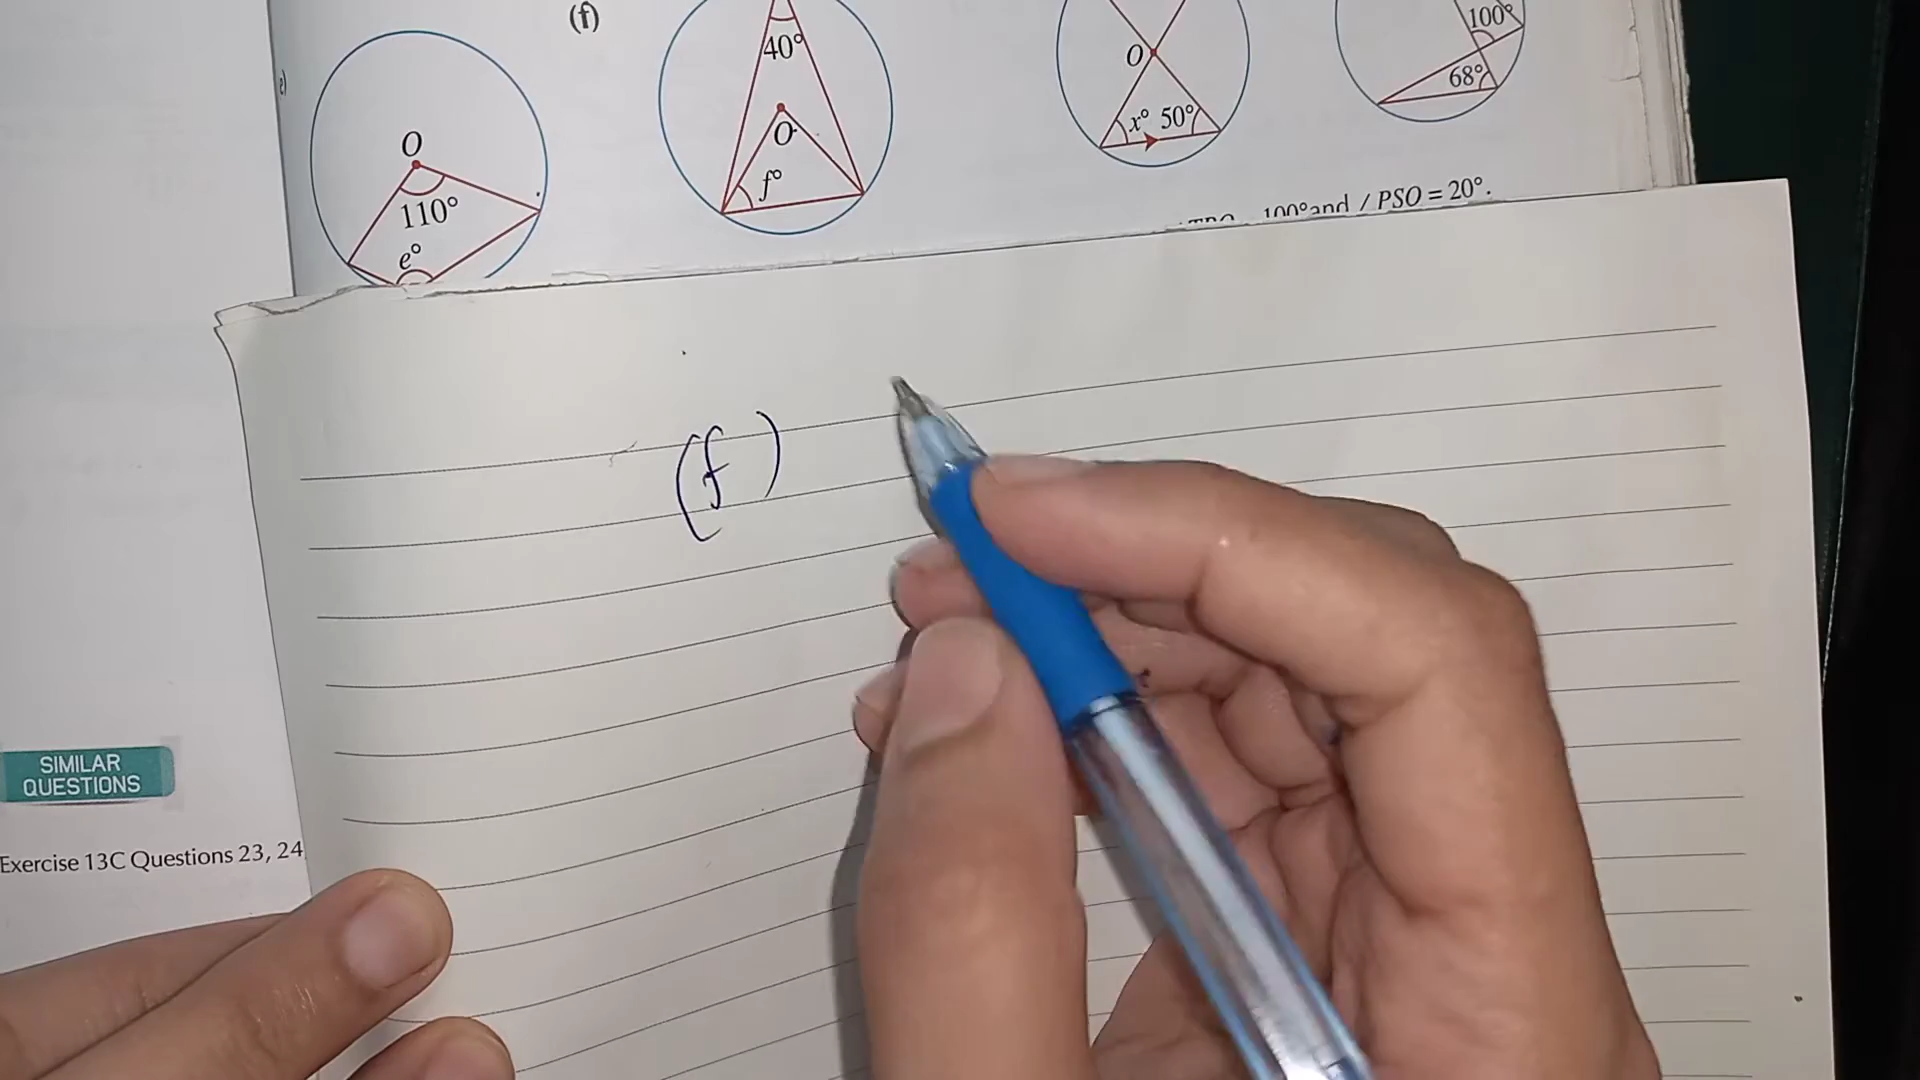 (f)
40°
O
f°
O
110°
e°
O
x° 50°
100°
68°
100° and ∠PSO = 20°.
(f)
SIMILAR
QUESTIONS
Exercise 13C Questions 23, 24